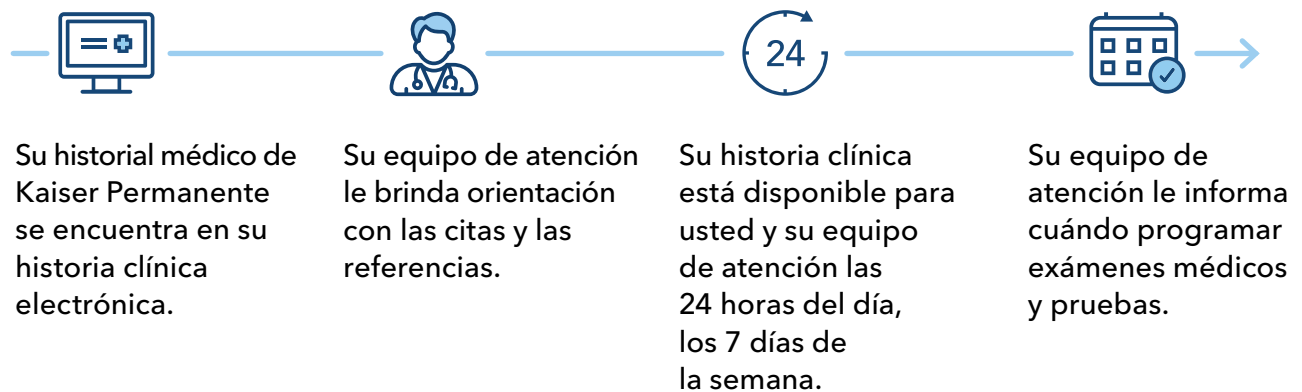 24
Su historial médico de
Kaiser Permanente
se encuentra en su
historia clínica
electrónica.
Su equipo de atención
le brinda orientación
con las citas y las
referencias.
Su historia clínica
está disponible para
usted y su equipo
de atención las
24 horas del día,
los 7 días de
la semana.
Su equipo de
atención le informa
cuándo programar
exámenes médicos
y pruebas.